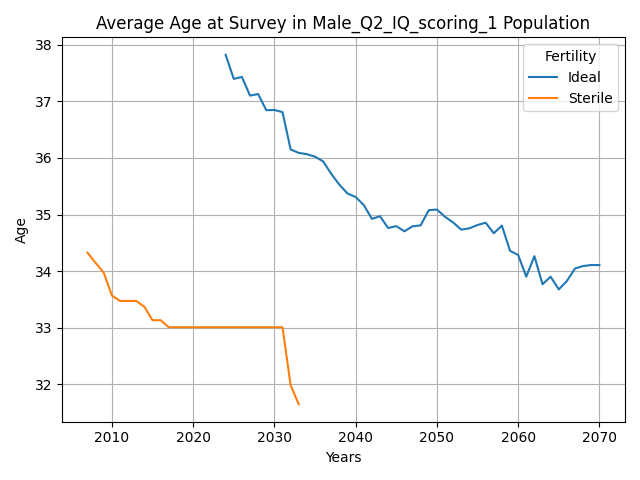 Average Age at Survey in Male_Q2_IQ_scoring_1 Population
Fertility
Ideal
Sterile
Age
38
37
36
35
34
33
32
2010 2020 2030 2040 2050 2060 2070
Years